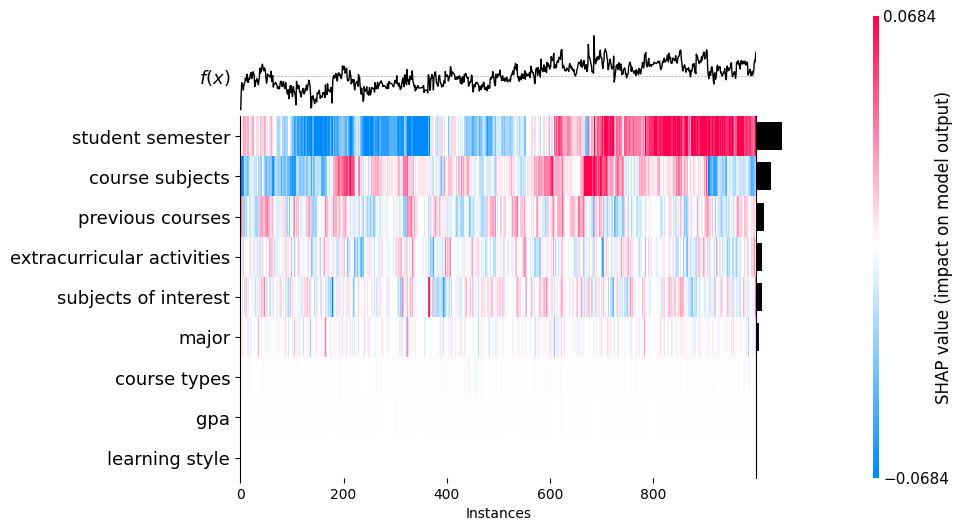 0.0684
f(x)
student semester
course subjects
previous courses
extracurricular activities
subjects of interest
major
course types
gpa
learning style
0 200 400 600 800
Instances
SHAP value (impact on model output)
−0.0684